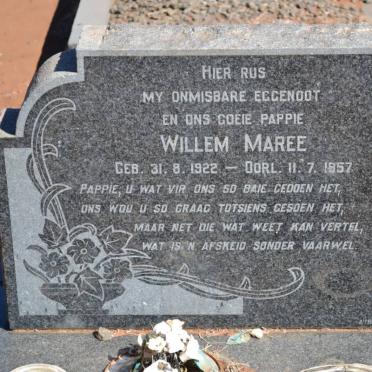 HIER RUS
MY ONMISBARE EGGENOOT
EN ONS GOEIE PAPPIE
WILLEM MAREE
GEB. 31. 8. 1922 – OORL. 11. 7. 1957
PAPPIE, U WAT VIR ONS SO BAIE GEDOEN HET,
ONS WOU U SO GRAAG TOTSIENS GESOEN HET,
MAAR NET DIE WAT WEET KAN VERTEL,
WAT IS 'N AFSKEID SONDER VAARWEL